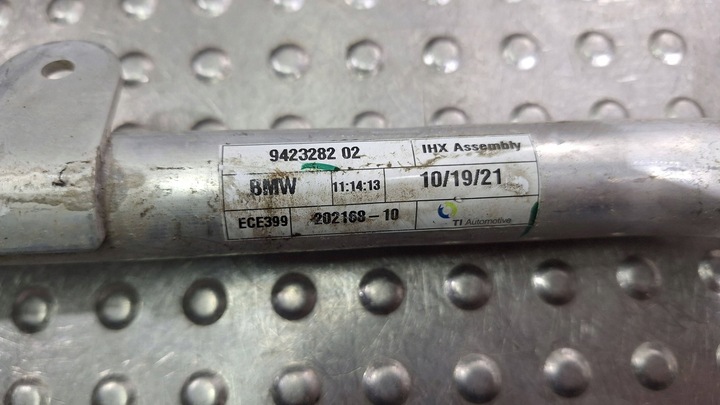 9423282 02 IHX Assembly
BMW 11:14:13 10/19/21
ECE399 202168-10 TI Automotive